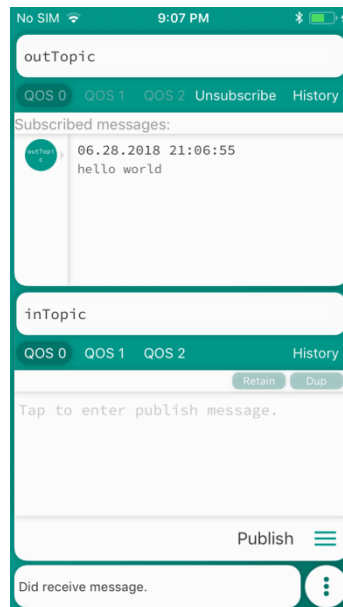 No SIM 9:07 PM
outTopic
QOS 0 QOS 1 QOS 2 Unsubscribe History
Subscribed messages:
outTopi
c
06.28.2018 21:06:55
hello world
inTopic
QOS 0 QOS 1 QOS 2 History
Retain Dup
Tap to enter publish message.
Publish
Did receive message.